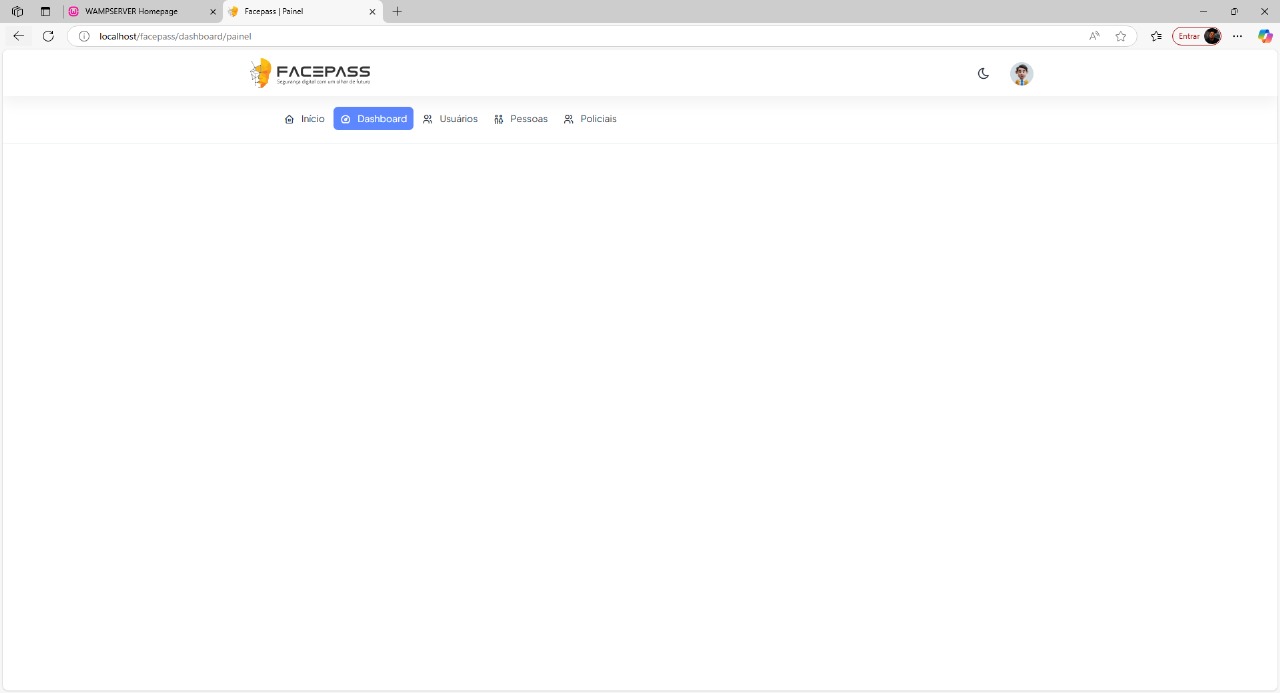 WAMPSERVER Homepage
Facepass | Painel
localhost/facepass/dashboard/painel
Entrar
FACEPASS
Segurança digital com um olhar de futuro
Início
Dashboard
Usuários
Pessoas
Policiais